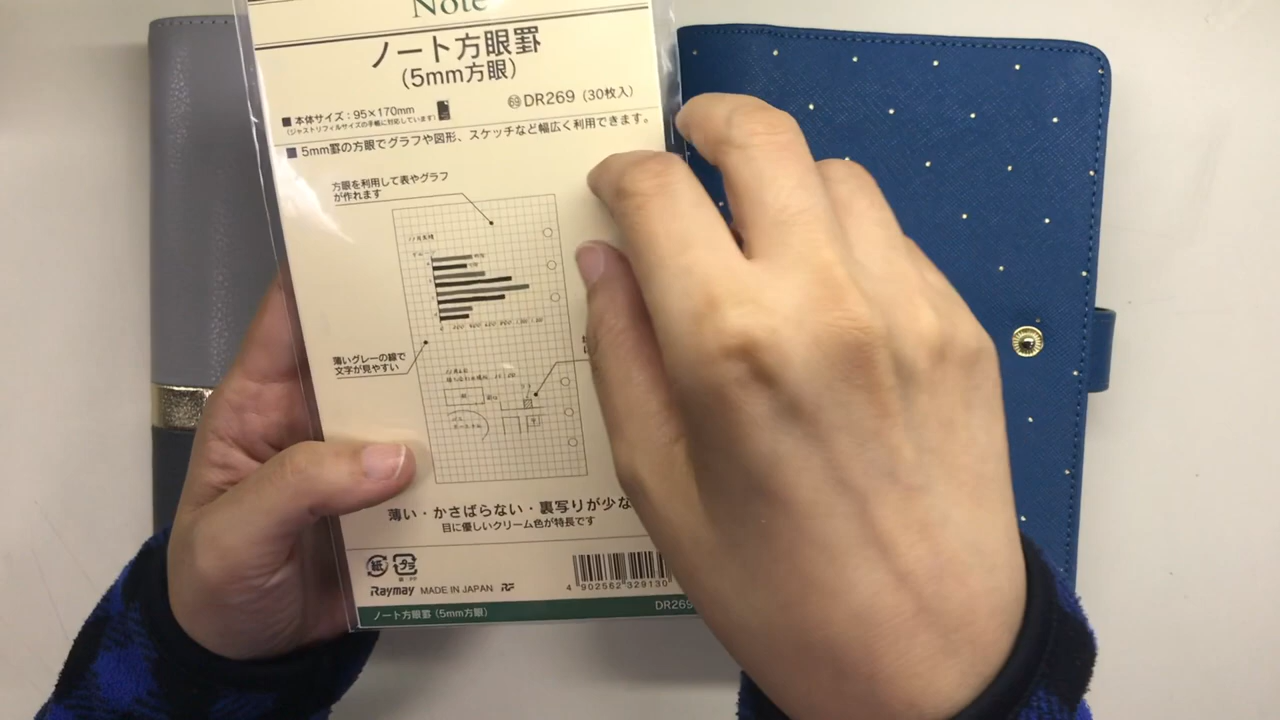 Note
ノート方眼罫
(5mm方眼)
■ 本体サイズ：95×170mm
(ジャストリフィルサイズの手帳に対応しています)
DR269（30枚入）
■ 5mm罫の方眼でグラフや図形、スケッチなど幅広く利用できます。
方眼を利用して表やグラフ
が作れます
薄いグレーの線で
文字が見やすい
薄い・かさばらない・裏写りが少な
目に優しいクリーム色が特長です
紙
プラ
Raymay MADE IN JAPAN
4 902562 329130
ノート方眼罫（5mm方眼）
DR269